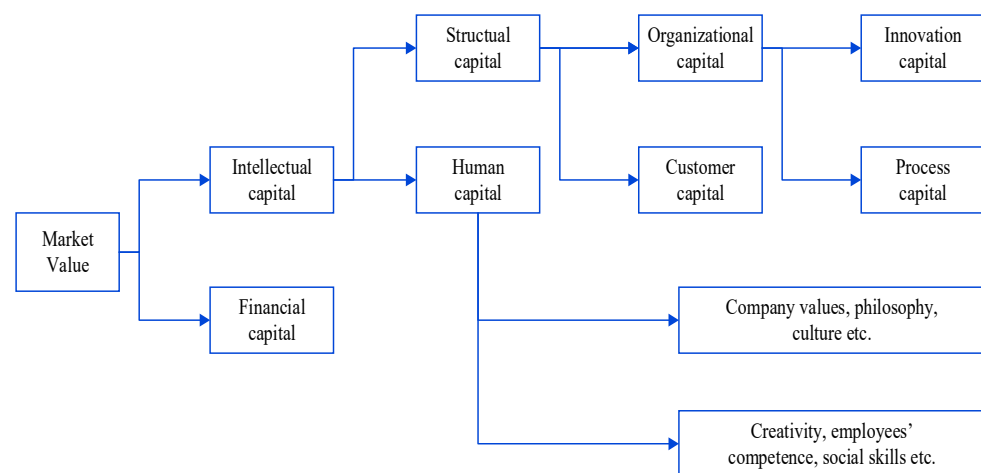 Structual
capital
Organizational
capital
Innovation
capital
Intellectual
capital
Human
capital
Customer
capital
Process
capital
Market
Value
Financial
capital
Company values, philosophy,
culture etc.
Creativity, employees’
competence, social skills etc.